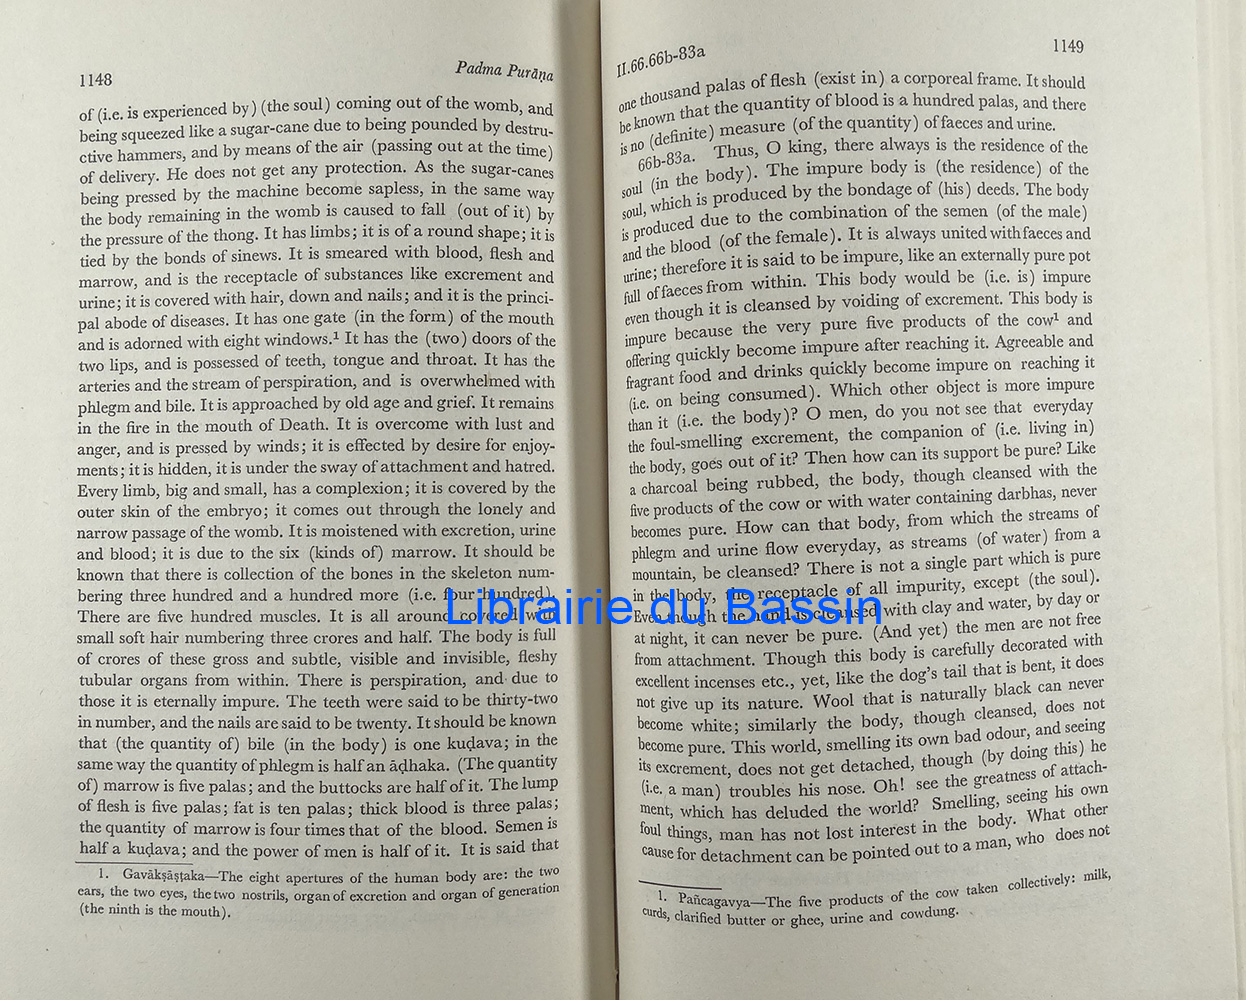 1148
Padma Purāṇa
of (i.e. is experienced by) (the soul) coming out of the womb, and
being squeezed like a sugar-cane due to being pounded by destru-
ctive hammers, and by means of the air (passing out at the time)
of delivery. He does not get any protection. As the sugar-canes
being pressed by the machine become sapless, in the same way
the body remaining in the womb is caused to fall (out of it) by
the pressure of the thong. It has limbs; it is of a round shape; it is
tied by the bonds of sinews. It is smeared with blood, flesh and
marrow, and is the receptacle of substances like excrement and
urine; it is covered with hair, down and nails; and it is the princi-
pal abode of diseases. It has one gate (in the form) of the mouth
and is adorned with eight windows.¹ It has the (two) doors of the
two lips, and is possessed of teeth, tongue and throat. It has the
arteries and the stream of perspiration, and is overwhelmed with
phlegm and bile. It is approached by old age and grief. It remains
in the fire in the mouth of Death. It is overcome with lust and
anger, and is pressed by winds; it is effected by desire for enjoy-
ments; it is hidden, it is under the sway of attachment and hatred.
Every limb, big and small, has a complexion; it is covered by the
outer skin of the embryo; it comes out through the lonely and
narrow passage of the womb. It is moistened with excretion, urine
and blood; it is due to the six (kinds of) marrow. It should be
known that there is collection of the bones in the skeleton num-
bering three hundred and a hundred more (i.e. four hundred).
There are five hundred muscles. It is all around covered with
small soft hair numbering three crores and half. The body is full
of crores of these gross and subtle, visible and invisible, fleshy
tubular organs from within. There is perspiration, and due to
those it is eternally impure. The teeth were said to be thirty-two
in number, and the nails are said to be twenty. It should be known
that (the quantity of) bile (in the body) is one kuḍava; in the
same way the quantity of phlegm is half an āḍhaka. (The quantity
of) marrow is five palas; and the buttocks are half of it. The lump
of flesh is five palas; fat is ten palas; thick blood is three palas;
the quantity of marrow is four times that of the blood. Semen is
half a kuḍava; and the power of men is half of it. It is said that
1. Gavākṣāṣṭaka—The eight apertures of the human body are: the two
ears, the two eyes, the two nostrils, organ of excretion and organ of generation
(the ninth is the mouth).
II.66.66b-83a
1149
one thousand palas of flesh (exist in) a corporeal frame. It should
be known that the quantity of blood is a hundred palas, and there
is no (definite) measure (of the quantity) of faeces and urine.
66b-83a. Thus, O king, there always is the residence of the
soul (in the body). The impure body is (the residence) of the
soul, which is produced by the bondage of (his) deeds. The body
is produced due to the combination of the semen (of the male)
and the blood (of the female). It is always united with faeces and
urine; therefore it is said to be impure, like an externally pure pot
full of faeces from within. This body would be (i.e. is) impure
even though it is cleansed by voiding of excrement. This body is
impure because the very pure five products of the cow¹ and
offering quickly become impure after reaching it. Agreeable and
fragrant food and drinks quickly become impure on reaching it
(i.e. on being consumed). Which other object is more impure
than it (i.e. the body)? O men, do you not see that everyday
the foul-smelling excrement, the companion of (i.e. living in)
the body, goes out of it? Then how can its support be pure? Like
a charcoal being rubbed, the body, though cleansed with the
five products of the cow or with water containing darbhas, never
becomes pure. How can that body, from which the streams of
phlegm and urine flow everyday, as streams (of water) from a
mountain, be cleansed? There is not a single part which is pure
in the body, the receptacle of all impurity, except (the soul).
Even though the hand is cleansed with clay and water, by day or
at night, it can never be pure. (And yet) the men are not free
from attachment. Though this body is carefully decorated with
excellent incenses etc., yet, like the dog's tail that is bent, it does
not give up its nature. Wool that is naturally black can never
become white; similarly the body, though cleansed, does not
become pure. This world, smelling its own bad odour, and seeing
its excrement, does not get detached, though (by doing this) he
(i.e. a man) troubles his nose. Oh! see the greatness of attach-
ment, which has deluded the world? Smelling, seeing his own
foul things, man has not lost interest in the body. What other
cause for detachment can be pointed out to a man, who does not
1. Pañcagavya—The five products of the cow taken collectively: milk,
curds, clarified butter or ghee, urine and cowdung.
Librairie du Bassin